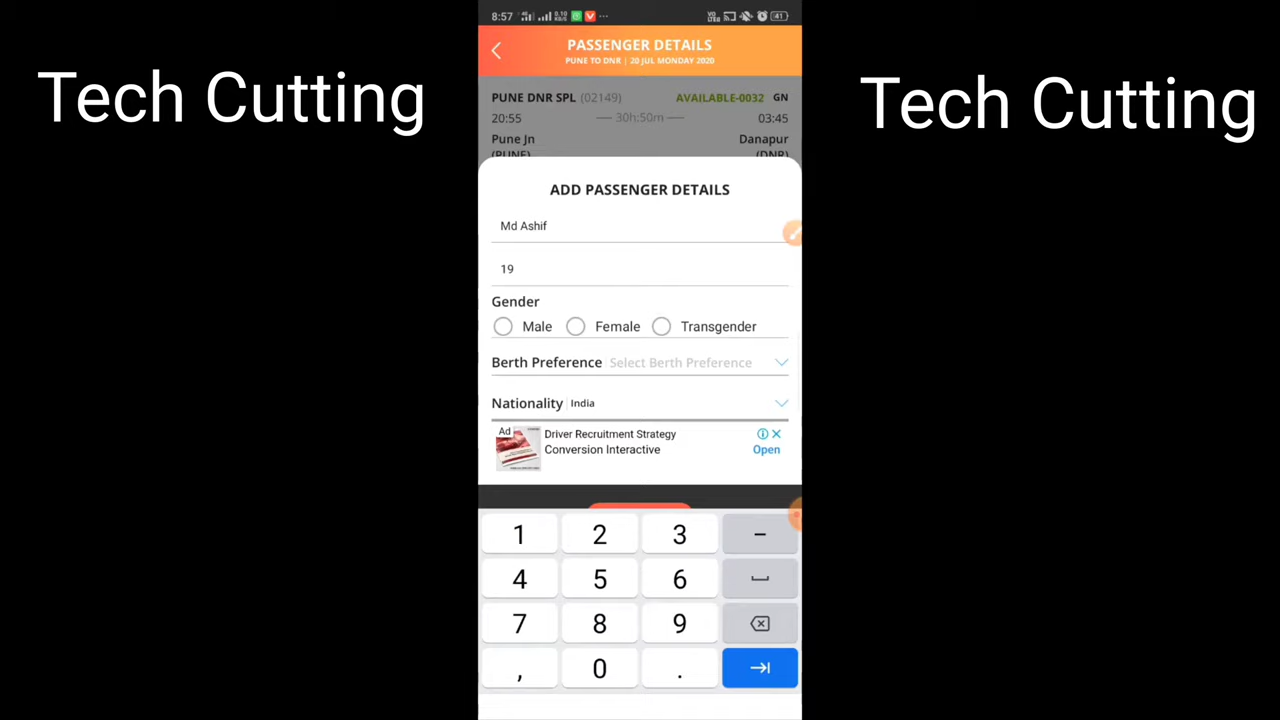 Tech Cutting
Tech Cutting
8:57
41
PASSENGER DETAILS
PUNE TO DNR | 20 JUL MONDAY 2020
PUNE DNR SPL (02149) AVAILABLE-0032 GN
20:55 30h:50m 03:45
Pune Jn Danapur
(PUNE) (DNR)
ADD PASSENGER DETAILS
Md Ashif
19
Gender
Male Female Transgender
Berth Preference Select Berth Preference
Nationality India
Ad Driver Recruitment Strategy
Conversion Interactive Open
1 2 3 –
4 5 6
7 8 9
, 0 .